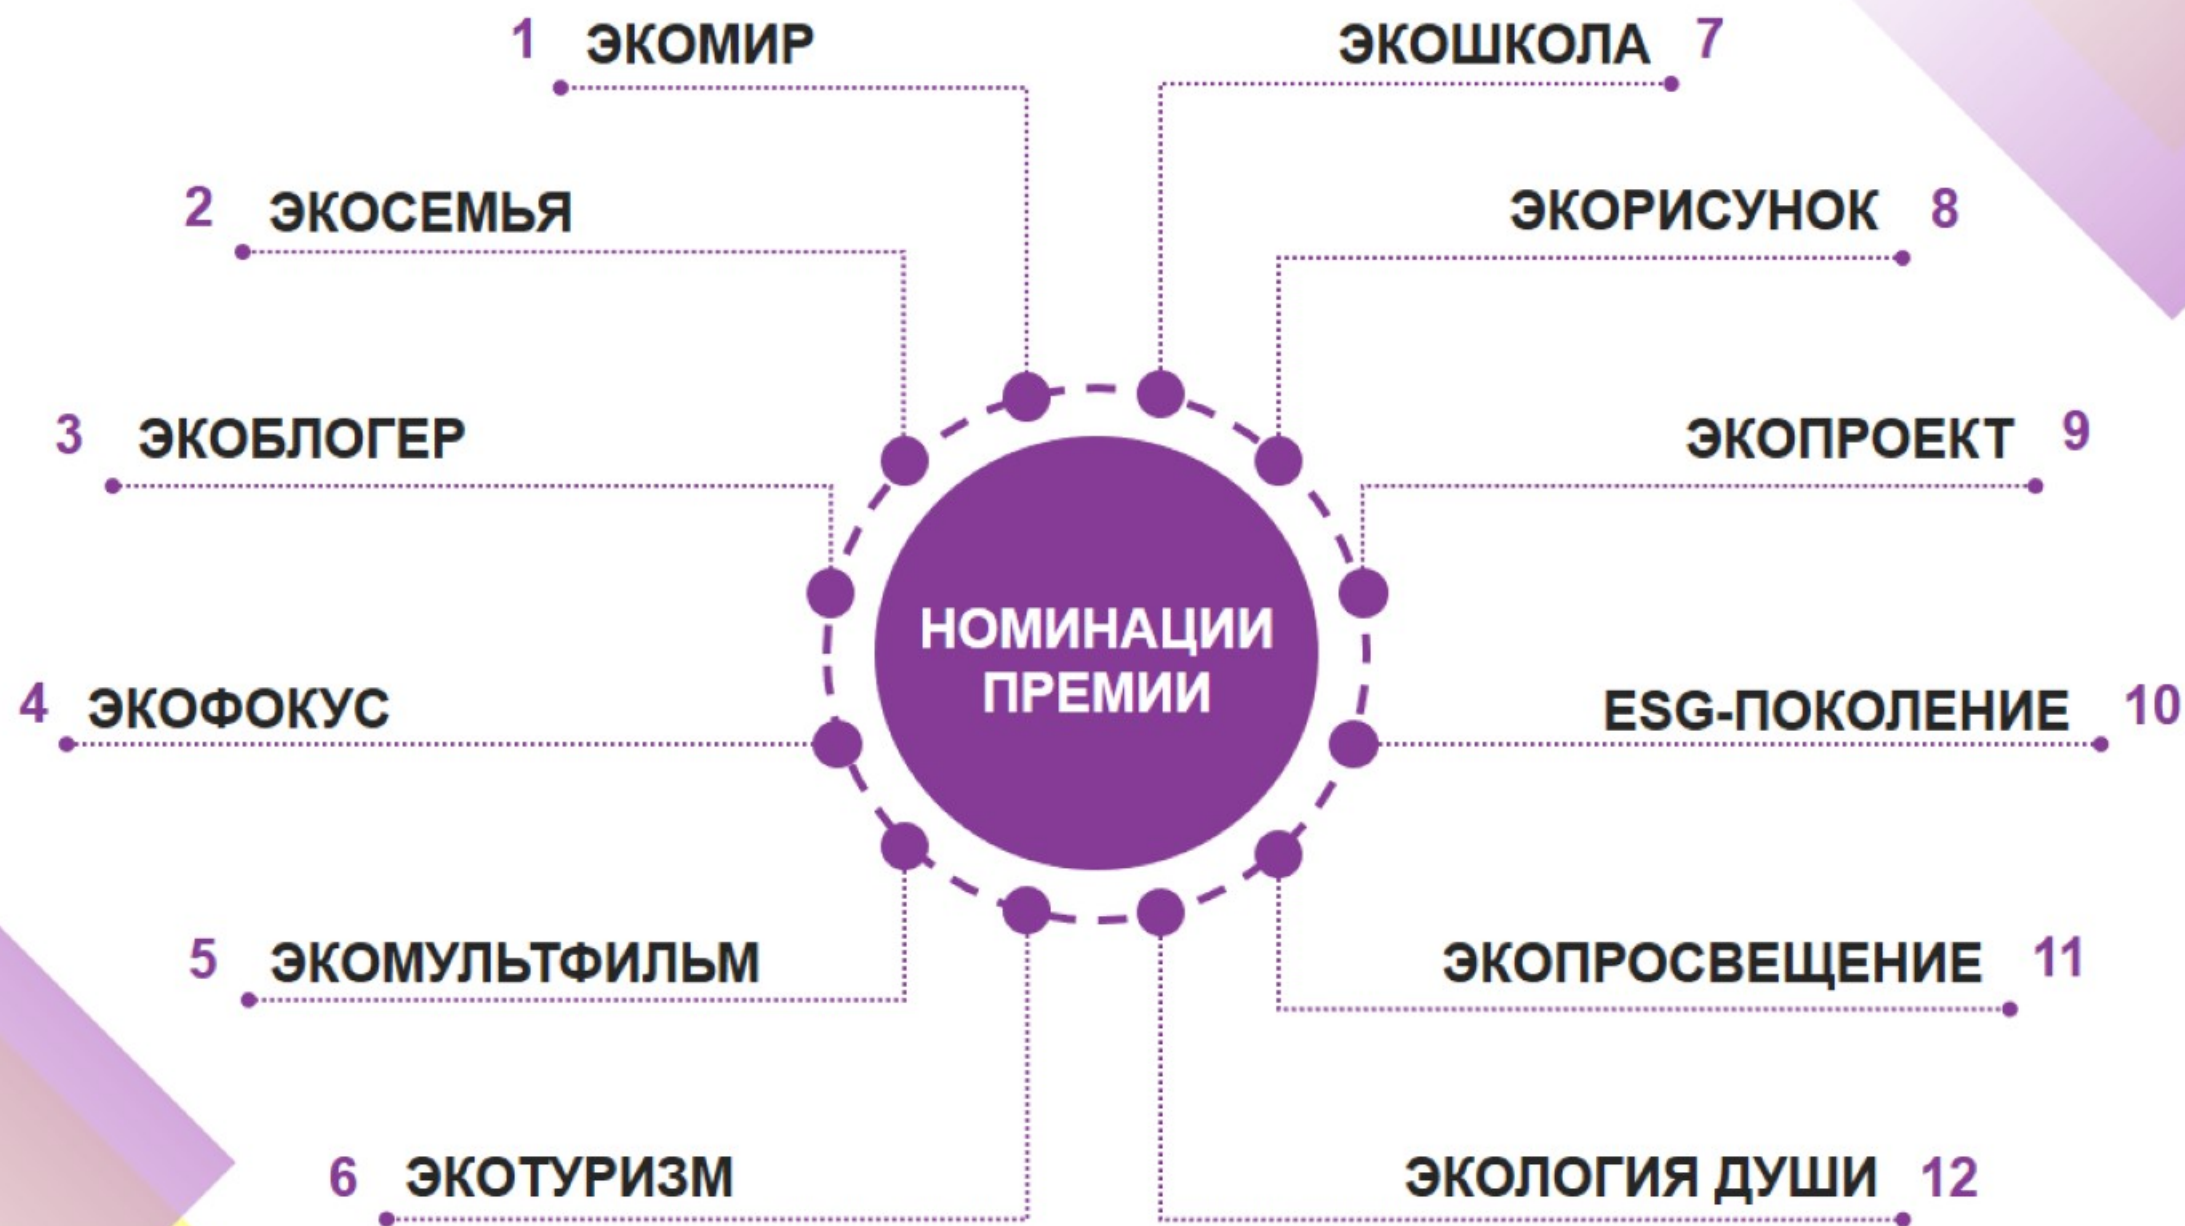 1 ЭКОМИР
2 ЭКОСЕМЬЯ
3 ЭКОБЛОГЕР
4 ЭКОФОКУС
5 ЭКОМУЛЬТФИЛЬМ
6 ЭКОТУРИЗМ
НОМИНАЦИИ
ПРЕМИИ
ЭКОШКОЛА 7
ЭКОРИСУНОК 8
ЭКОПРОЕКТ 9
ESG-ПОКОЛЕНИЕ 10
ЭКОПРОСВЕЩЕНИЕ 11
ЭКОЛОГИЯ ДУШИ 12